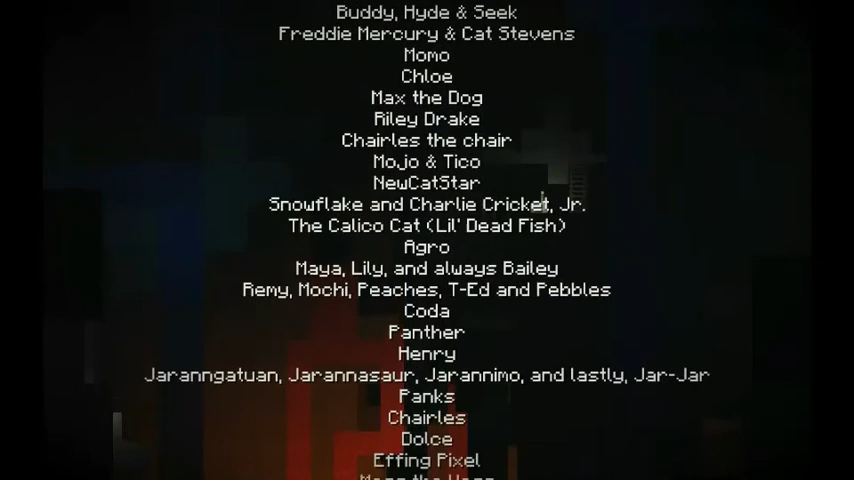 Buddy, Hyde & Seek
Freddie Mercury & Cat Stevens
Momo
Chloe
Max the Dog
Riley Drake
Chairles the chair
Mojo & Tico
NewCatStar
Snowflake and Charlie Cricket, Jr.
The Calico Cat (Lil' Dead Fish)
Agro
Maya, Lily, and always Bailey
Remy, Mochi, Peaches, T-Ed and Pebbles
Coda
Panther
Henry
Jaranngatuan, Jarannasaur, Jarannimo, and lastly, Jar-Jar
Panks
Chairles
Dolce
Effing Pixel